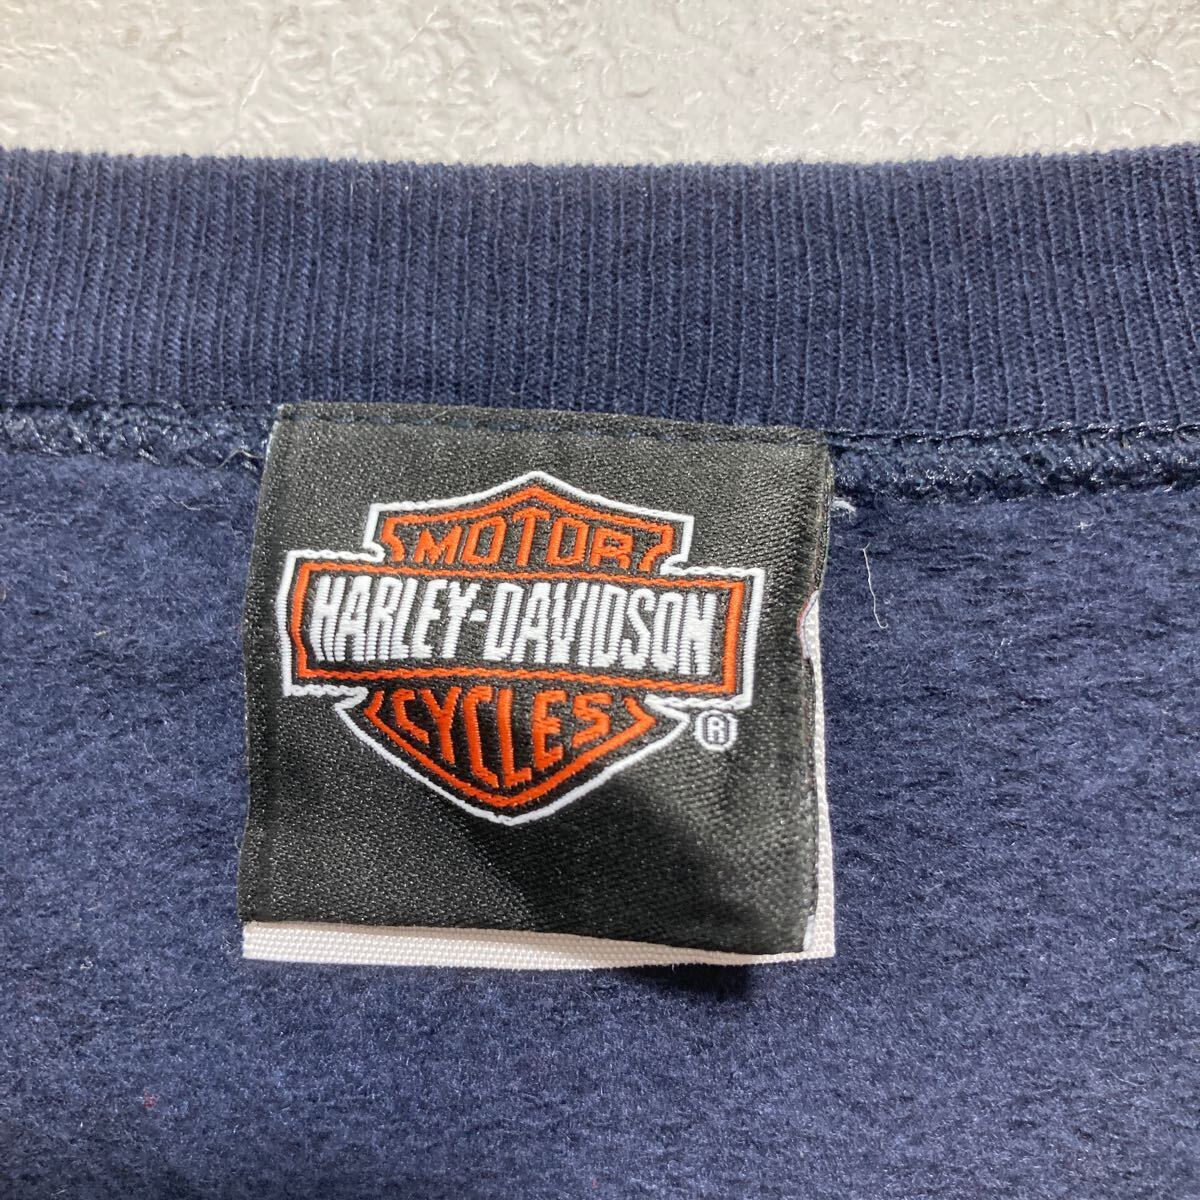 MOTOR
HARLEY-DAVIDSON
CYCLES
®